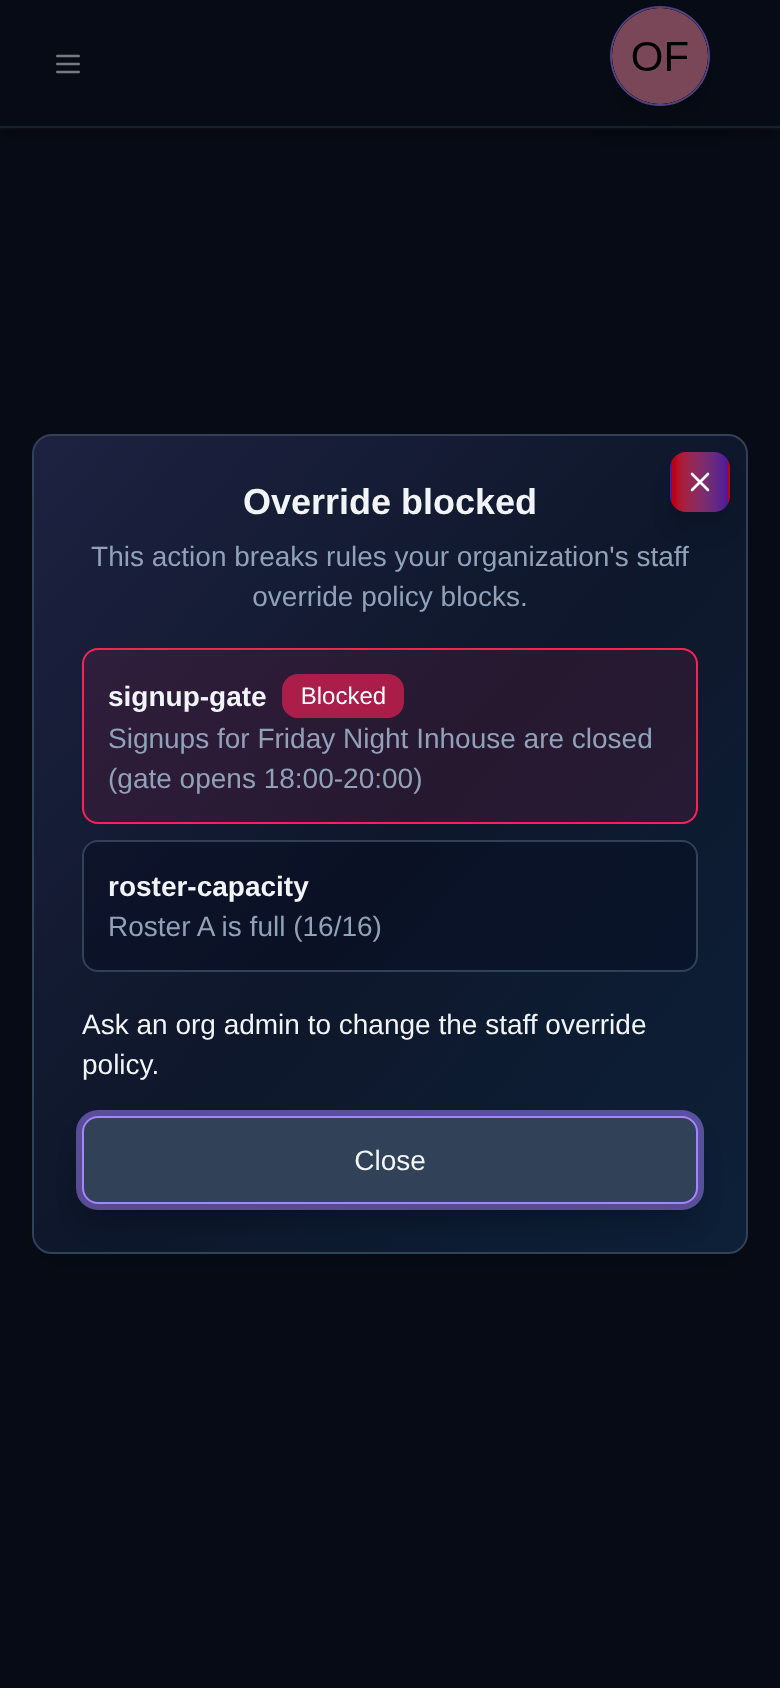 OF
Override blocked
This action breaks rules your organization's staff
override policy blocks.
signup-gate Blocked
Signups for Friday Night Inhouse are closed
(gate opens 18:00-20:00)
roster-capacity
Roster A is full (16/16)
Ask an org admin to change the staff override
policy.
Close